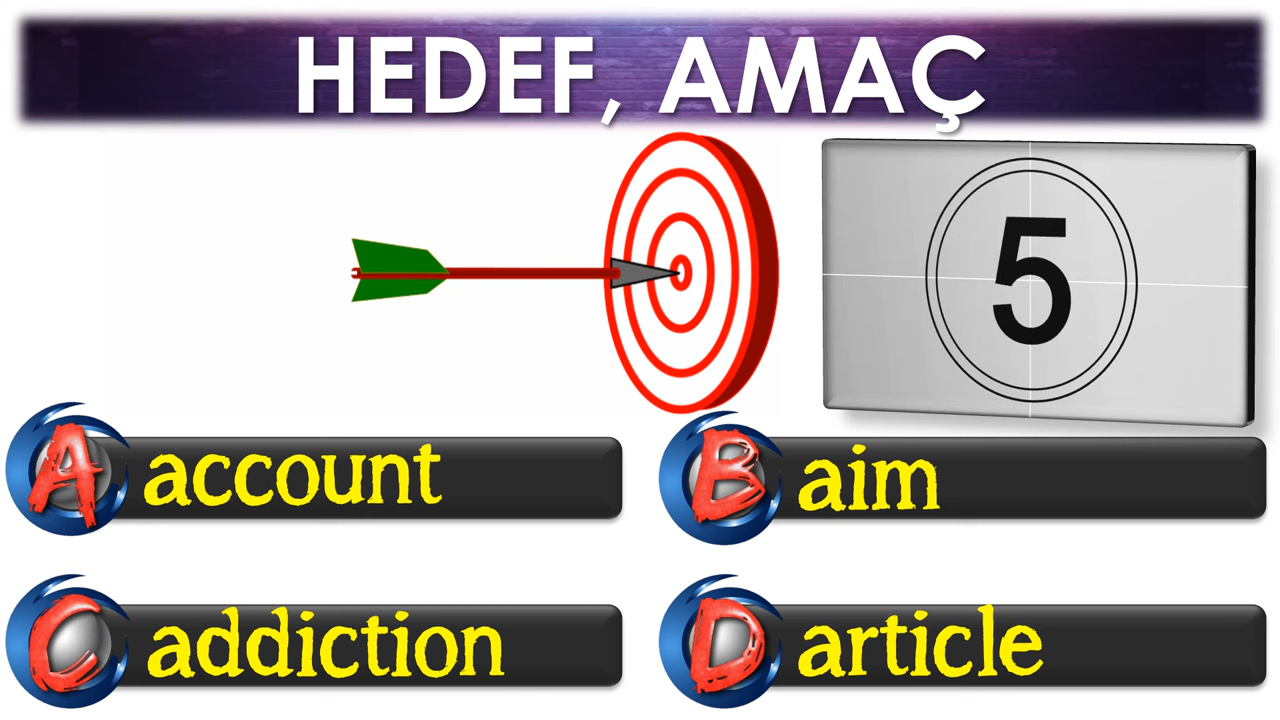 HEDEF, AMAÇ
5
A account
B aim
C addiction
D article